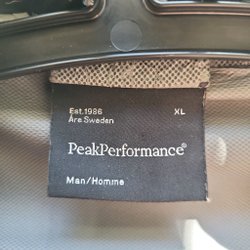 Est.1986 XL
Åre Sweden
PeakPerformance®
Man/Homme